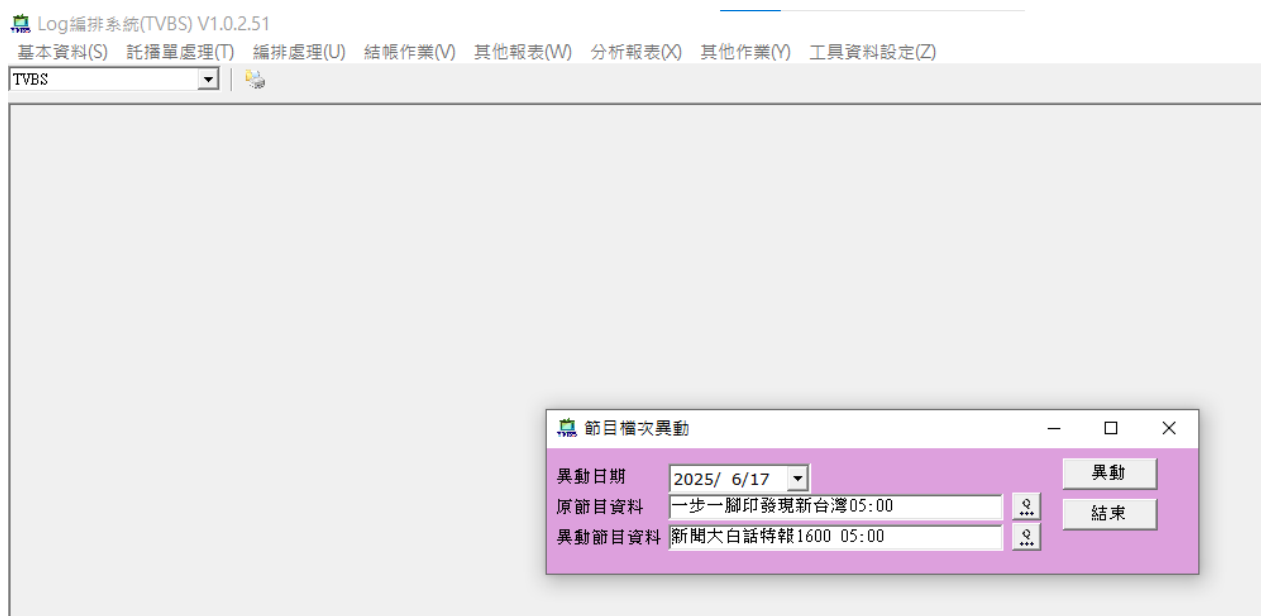 Log編排系統(TVBS) V1.0.2.51
基本資料(S) 託播單處理(T) 編排處理(U) 結帳作業(V) 其他報表(W) 分析報表(X) 其他作業(Y) 工具資料設定(Z)
TVBS
節目檔次異動
異動日期 2025/ 6/17 異動
原節目資料 一步一腳印發現新台灣05:00
結束
異動節目資料 新聞大白話特報1600 05:00